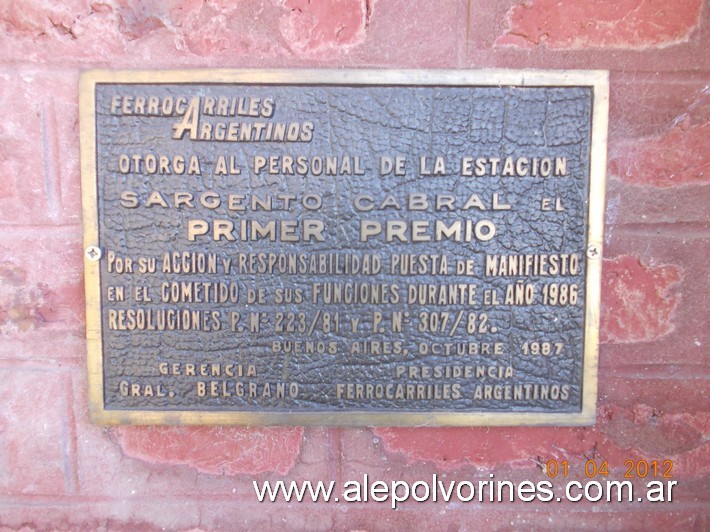 FERROCARRILES
ARGENTINOS
OTORGA AL PERSONAL DE LA ESTACION
SARGENTO CABRAL EL
PRIMER PREMIO
POR SU ACCION Y RESPONSABILIDAD PUESTA DE MANIFIESTO
EN EL COMETIDO DE SUS FUNCIONES DURANTE EL AÑO 1986
RESOLUCIONES P. Nº 223/81 Y P. Nº 307/82.
BUENOS AIRES, OCTUBRE 1987
GERENCIA PRESIDENCIA
GRAL. BELGRANO FERROCARRILES ARGENTINOS
01.04.2012
www.alepolvorines.com.ar